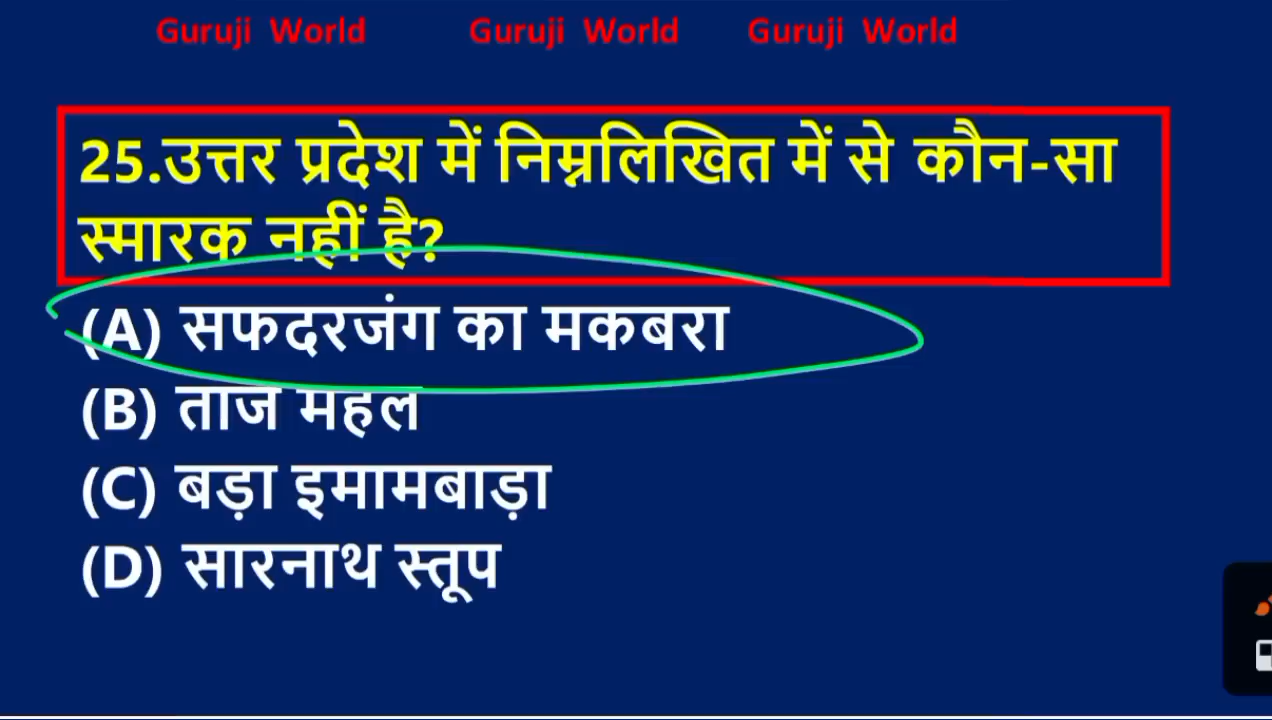 Guruji World Guruji World Guruji World
25.उत्तर प्रदेश में निम्नलिखित में से कौन-सा
स्मारक नहीं है?
(A) सफदरजंग का मकबरा
(B) ताज महल
(C) बड़ा इमामबाड़ा
(D) सारनाथ स्तूप